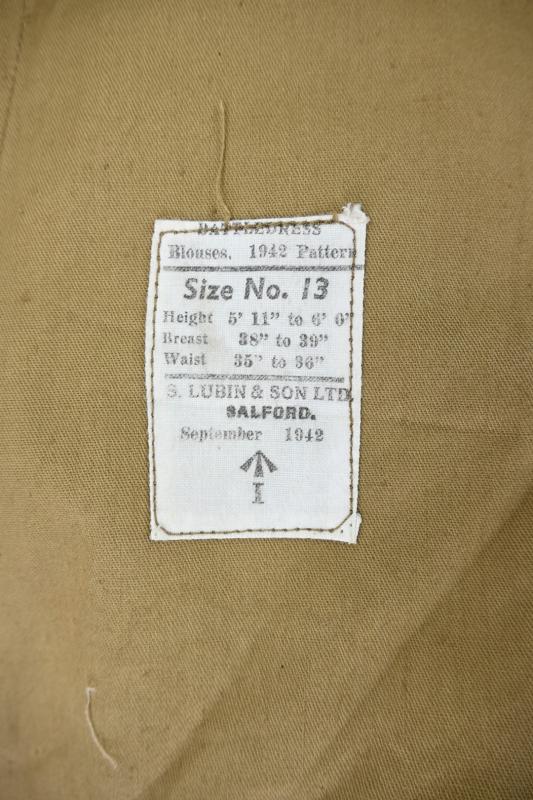 BATTLEDRESS
Blouses, 1942 Pattern
Size No. 13
Height 5' 11" to 6' 0"
Breast 38" to 39"
Waist 35" to 36"
S. LUBIN & SON LTD.
SALFORD.
September 1942
I